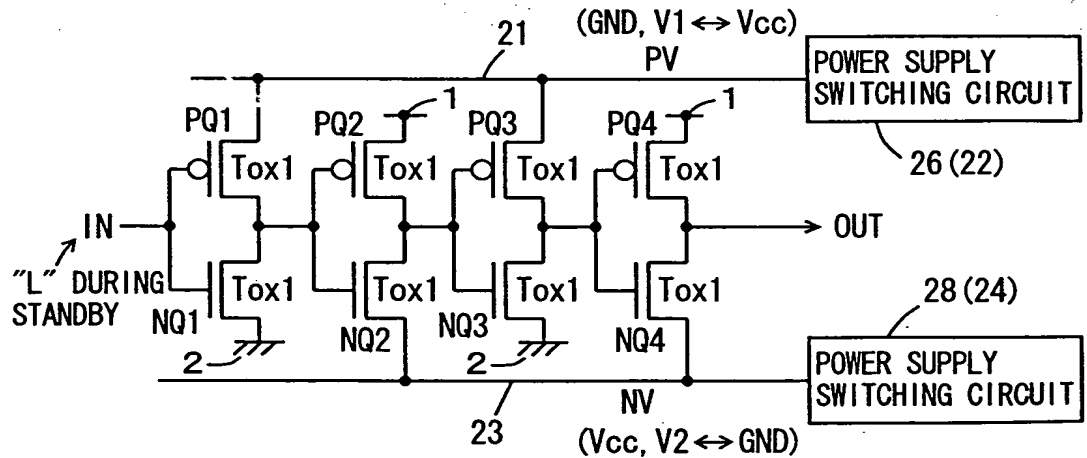 (GND, V1 ↔ Vcc)
21
PV
POWER SUPPLY
SWITCHING CIRCUIT
1
1
PQ1
PQ2
PQ3
PQ4
26 (22)
Tox1
Tox1
Tox1
Tox1
IN
OUT
"L" DURING
STANDBY
Tox1
Tox1
Tox1
Tox1
28 (24)
NQ1
NQ2
NQ3
NQ4
2
2
POWER SUPPLY
SWITCHING CIRCUIT
23
NV
(Vcc, V2 ↔ GND)